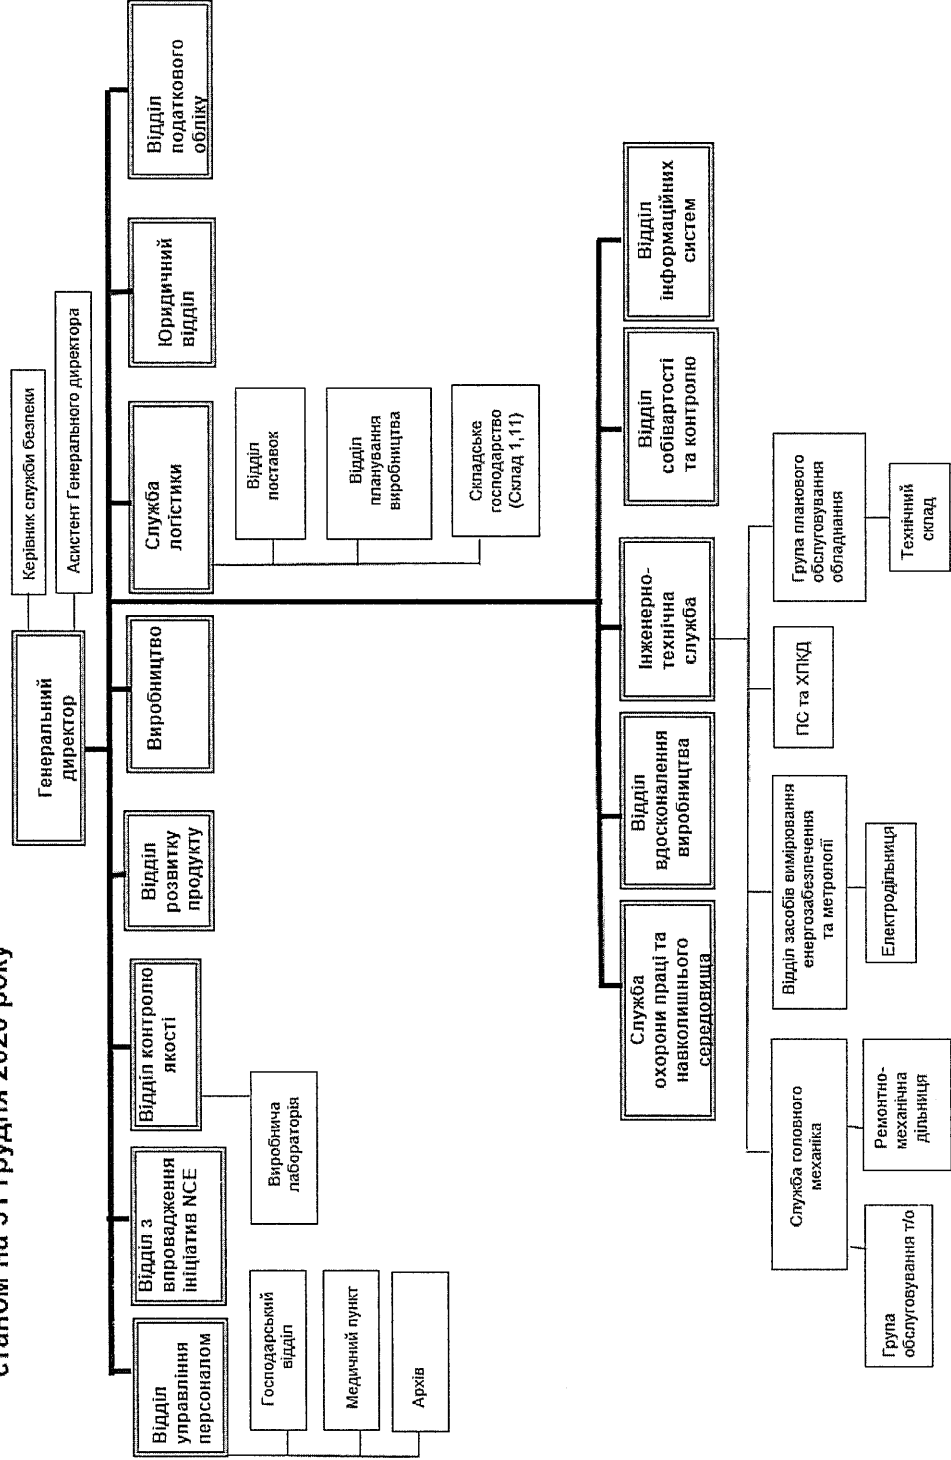 станом на 31 грудня 2020 року
Генеральний
директор
Керівник служби безпеки
Асистент Генерального директора
Відділ
управління
персоналом
Відділ з
впровадження
ініціатив NCE
Відділ контролю
якості
Відділ
розвитку
продукту
Виробництво
Служба
логістики
Юридичний
відділ
Відділ
податкового
обліку
Господарський
відділ
Медичний пункт
Архів
Виробнича
лабораторія
Відділ
поставок
Відділ
планування
виробництва
Складське
господарство
(Склад 1,11)
Служба
охорони праці та
навколишнього
середовища
Відділ
вдосконалення
виробництва
Інженерно-
технічна
служба
Відділ
собівартості
та контролю
Відділ
інформаційних
систем
Служба головного
механіка
Відділ засобів вимірювання
енергозабезпечення
та метрології
ПС та ХПКД
Група планового
обслуговування
обладнання
Група
обслуговування т/о
Ремонтно-
механічна
дільниця
Електродільниця
Технічний
склад